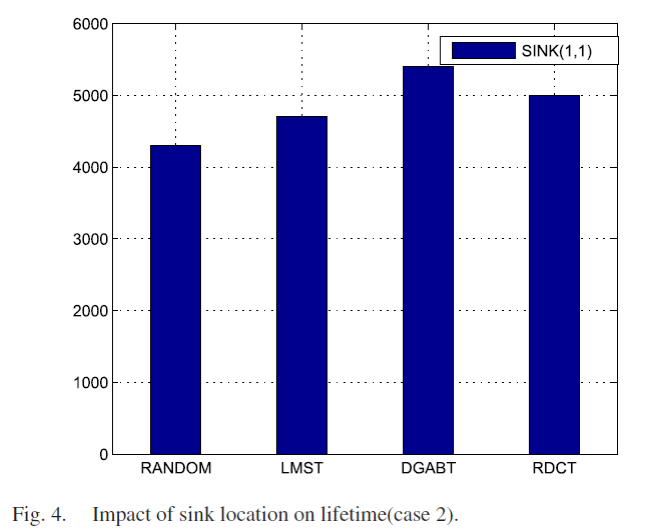 6000
SINK(1,1)
5000
4000
3000
2000
1000
0
RANDOM LMST DGABT RDCT
Fig. 4. Impact of sink location on lifetime(case 2).